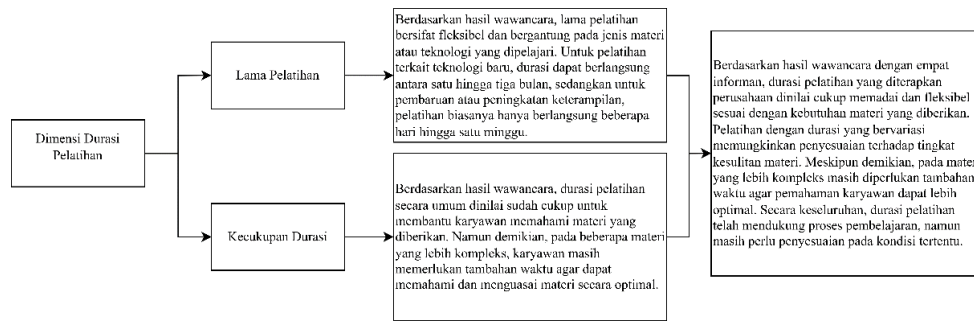 Dimensi Durasi
Pelatihan
Lama Pelatihan
Berdasarkan hasil wawancara, lama pelatihan
bersifat fleksibel dan bergantung pada jenis materi
atau teknologi yang dipelajari. Untuk pelatihan
terkait teknologi baru, durasi dapat berlangsung
antara satu hingga tiga bulan, sedangkan untuk
pembaruan atau peningkatan keterampilan,
pelatihan biasanya hanya berlangsung beberapa
hari hingga satu minggu.
Kecukupan Durasi
Berdasarkan hasil wawancara, durasi pelatihan
secara umum dinilai sudah cukup untuk
membantu karyawan memahami materi yang
diberikan. Namun demikian, pada beberapa materi
yang lebih kompleks, karyawan masih
memerlukan tambahan waktu agar dapat
memahami dan menguasai materi secara optimal.
Berdasarkan hasil wawancara dengan empat
informan, durasi pelatihan yang diterapkan
perusahaan dinilai cukup memadai dan fleksibel
sesuai dengan kebutuhan materi yang diberikan.
Pelatihan dengan durasi yang bervariasi
memungkinkan penyesuaian terhadap tingkat
kesulitan materi. Meskipun demikian, pada mater
yang lebih kompleks masih diperlukan tambahan
waktu agar pemahaman karyawan dapat lebih
optimal. Secara keseluruhan, durasi pelatihan
telah mendukung proses pembelajaran, namun
masih perlu penyesuaian pada kondisi tertentu.